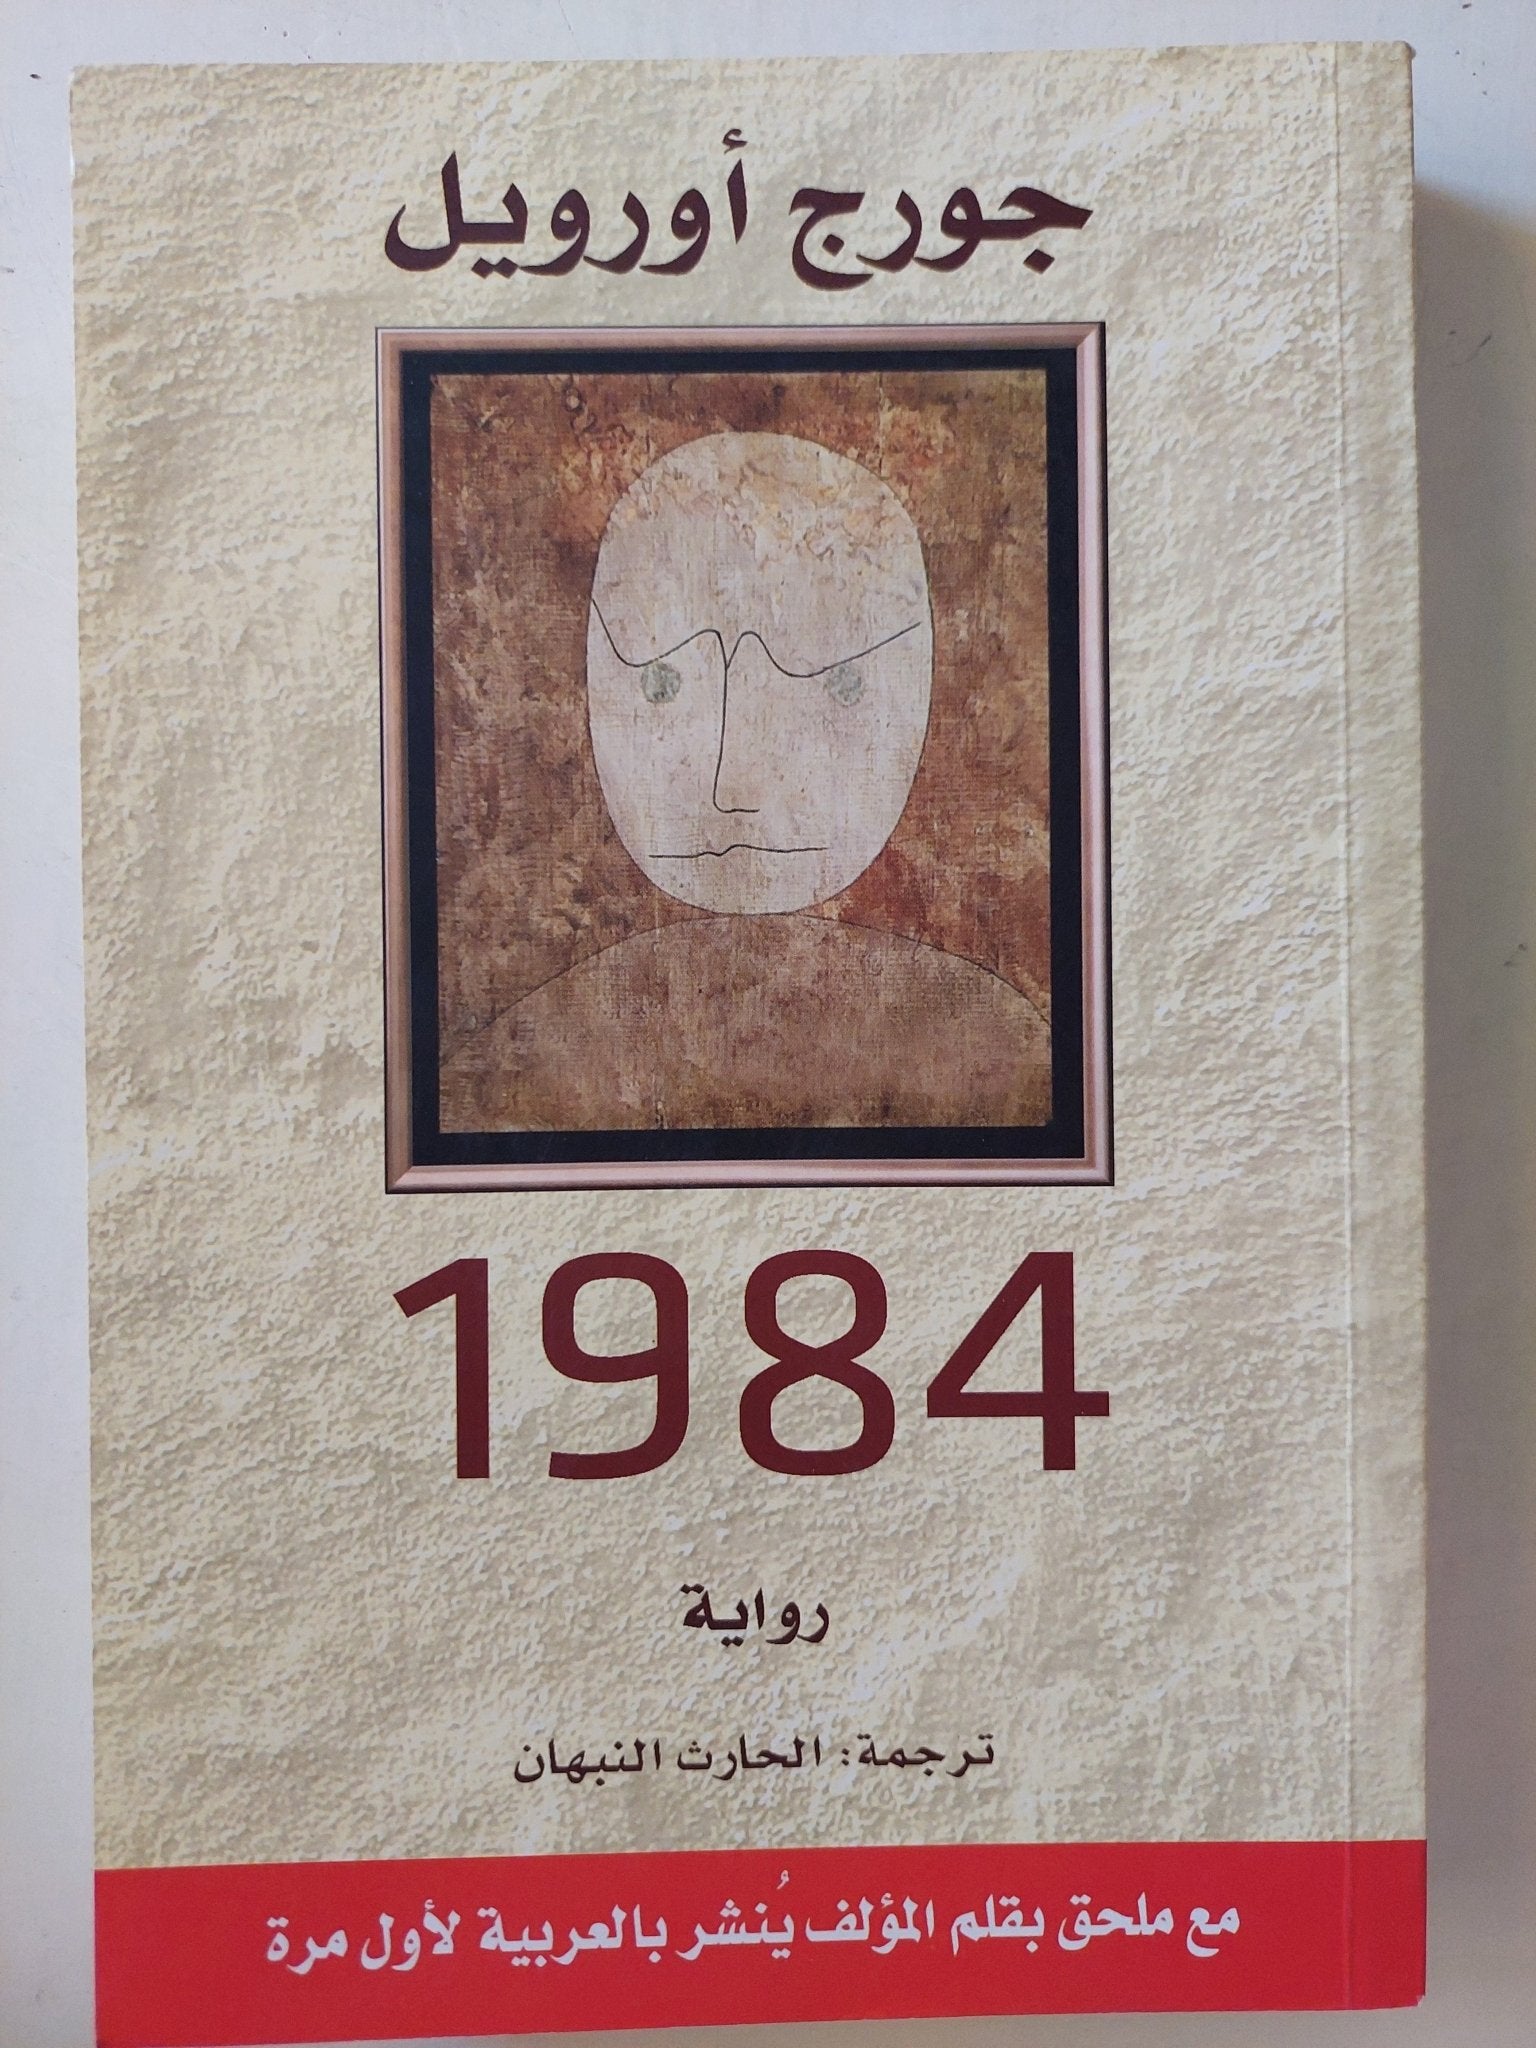 جورج أورويل
1984
رواية
ترجمة: الحارث النبهان
مع ملحق بقلم المؤلف يُنشر بالعربية لأول مرة